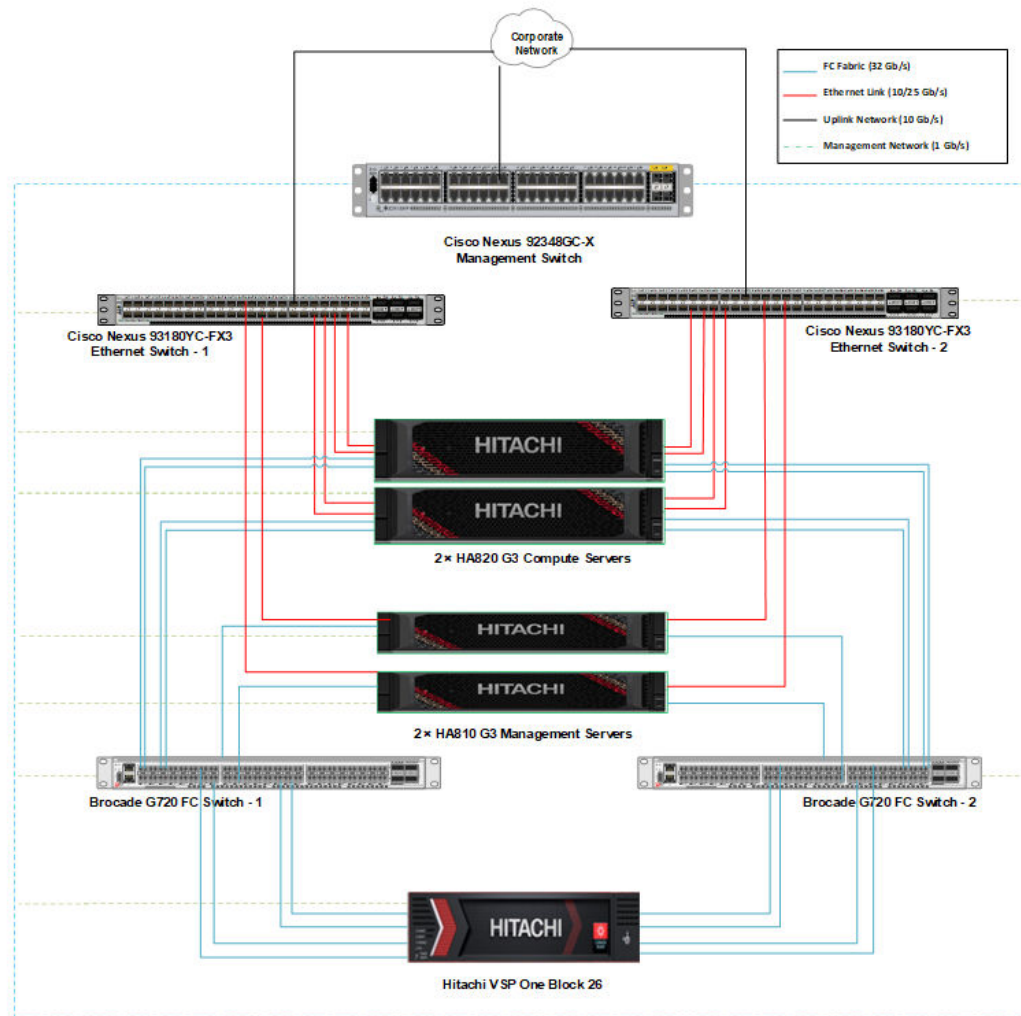 Corporate
Network
FC Fabric (32 Gb/s)
Ethernet Link (10/25 Gb/s)
Uplink Network (10 Gb/s)
Management Network (1 Gb/s)
Cisco Nexus 92348GC-X
Management Switch
Cisco Nexus 93180YC-FX3
Ethernet Switch - 1
Cisco Nexus 93180YC-FX3
Ethernet Switch - 2
HITACHI
HITACHI
2× HA820 G3 Compute Servers
HITACHI
HITACHI
2× HA810 G3 Management Servers
Brocade G720 FC Switch - 1
Brocade G720 FC Switch - 2
HITACHI
Hitachi VSP One Block 26